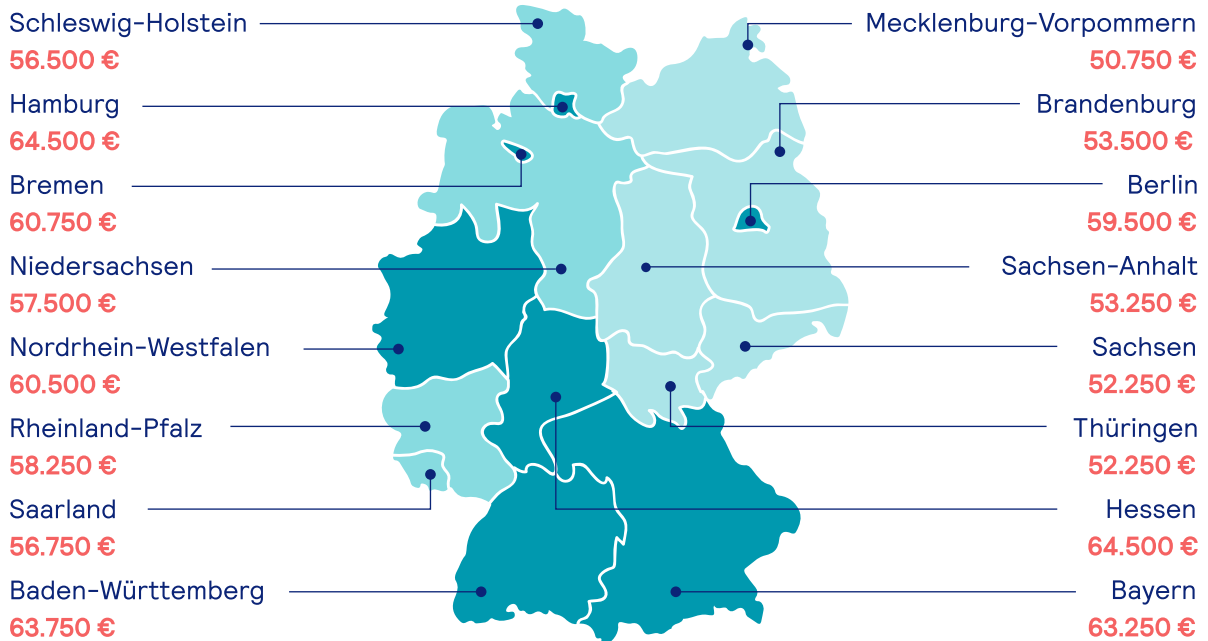 Schleswig-Holstein
56.500 €
Hamburg
64.500 €
Bremen
60.750 €
Niedersachsen
57.500 €
Nordrhein-Westfalen
60.500 €
Rheinland-Pfalz
58.250 €
Saarland
56.750 €
Baden-Württemberg
63.750 €
Mecklenburg-Vorpommern
50.750 €
Brandenburg
53.500 €
Berlin
59.500 €
Sachsen-Anhalt
53.250 €
Sachsen
52.250 €
Thüringen
52.250 €
Hessen
64.500 €
Bayern
63.250 €